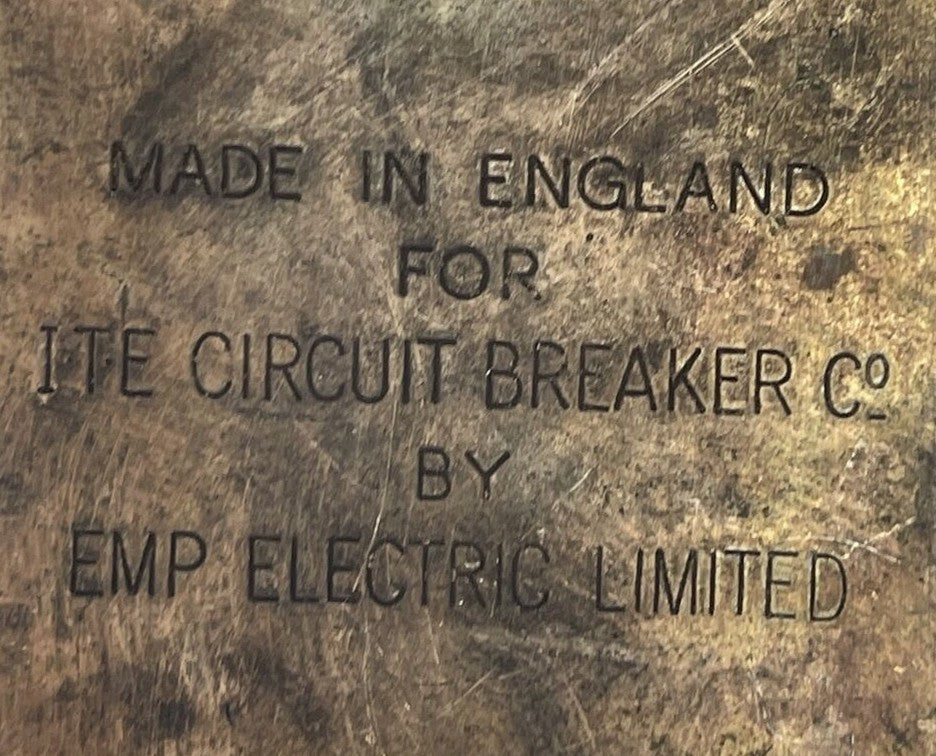 MADE IN ENGLAND
FOR
ITE CIRCUIT BREAKER Cº
BY
EMP ELECTRIC LIMITED